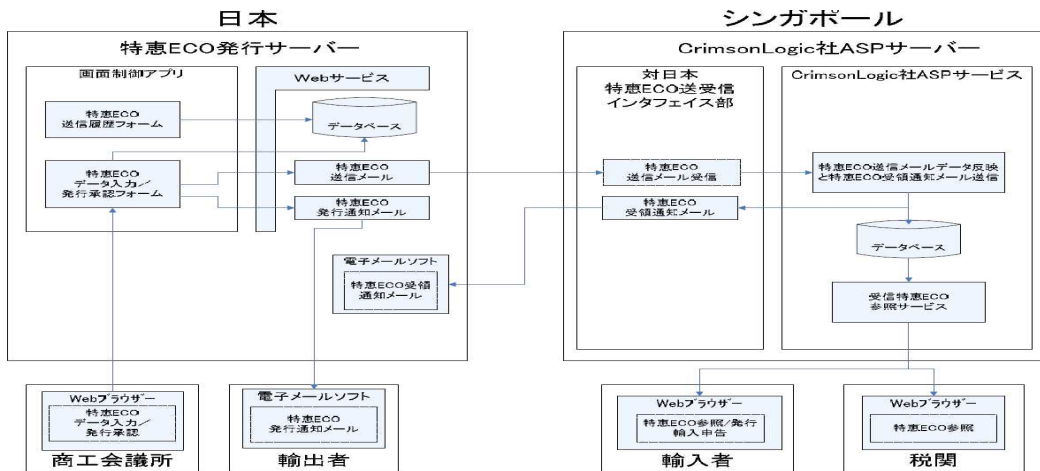 日本
特恵ECO発行サーバー
画面制御アプリ
Webサービス
特恵ECO
送信履歴フォーム
データベース
特恵ECO
データ入力/
発行承認フォーム
特恵ECO
送信メール
特恵ECO
発行通知メール
電子メールソフト
特恵ECO受領
通知メール
Webブラウザー
特恵ECO
データ入力/
発行承認
商工会議所
電子メールソフト
特恵ECO
発行通知メール
輸出者
シンガポール
CrimsonLogic社ASPサーバー
対日本
特恵ECO送受信
インタフェイス部
CrimsonLogic社ASPサービス
特恵ECO
送信メール受信
特恵ECO送信メールデータ反映
と特恵ECO受領通知メール送信
特恵ECO
受領通知メール
データベース
受信特恵ECO
参照サービス
Webブラウザー
特恵ECO参照/発行
輸入申告
輸入者
Webブラウザー
特恵ECO参照
税関